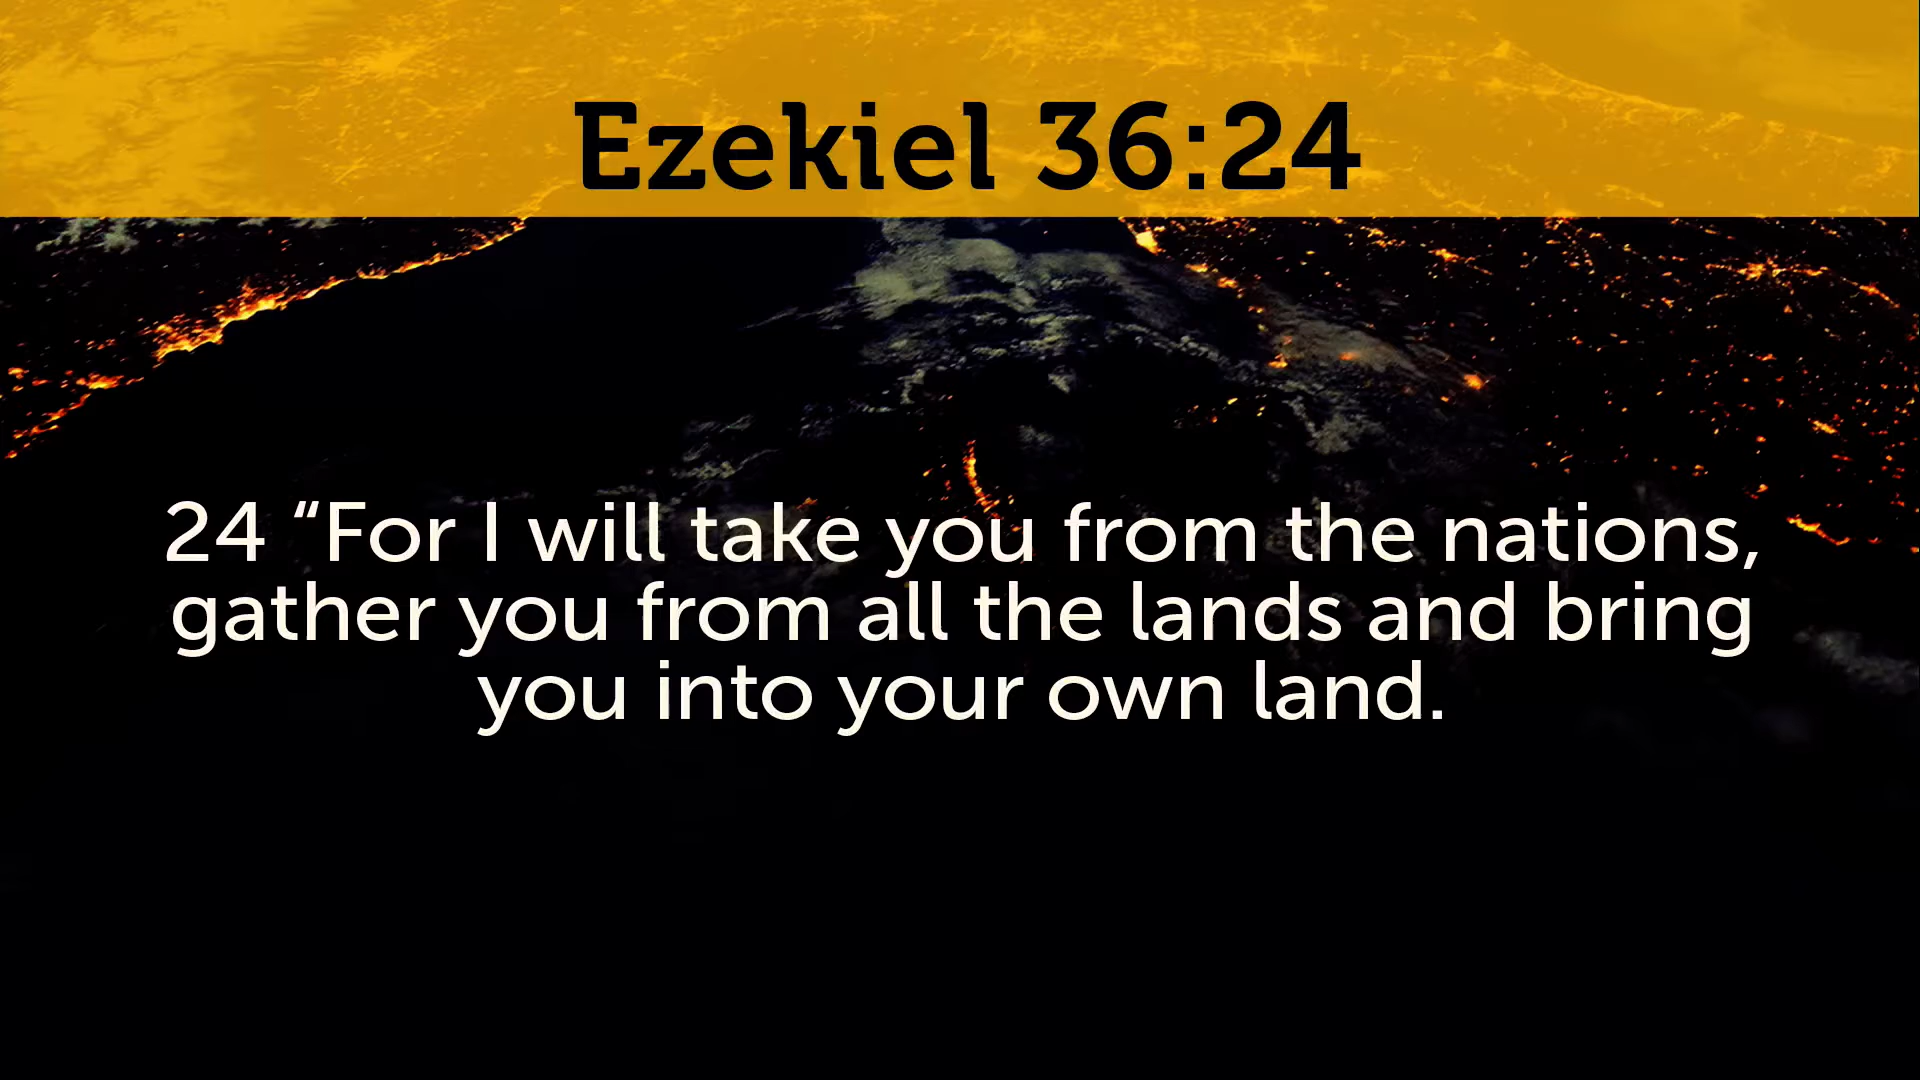 Ezekiel 36:24
24 “For I will take you from the nations,
gather you from all the lands and bring
you into your own land.